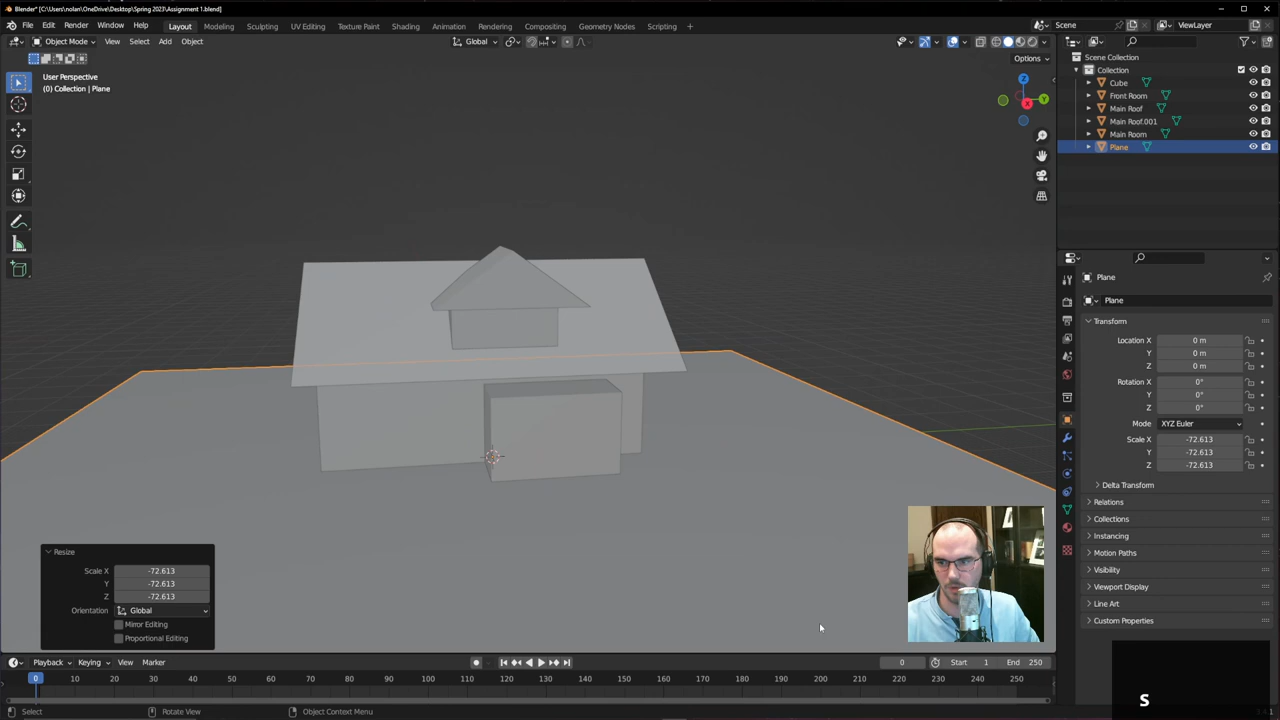 Blender* [C:\Users\nolan\OneDrive\Desktop\Spring 2023\Assignment 1.blend]
File Edit Render Window Help Layout Modeling Sculpting UV Editing Texture Paint Shading Animation Rendering Compositing Geometry Nodes Scripting + Scene ViewLayer
Object Mode View Select Add Object Global
Options
User Perspective
(0) Collection | Plane
Z
Y
X
Scene Collection
Collection
Cube
Front Room
Main Roof
Main Roof.001
Main Room
Plane
Plane
Plane
Transform
Location X 0 m
Y 0 m
Z 0 m
Rotation X 0°
Y 0°
Z 0°
Mode XYZ Euler
Scale X -72.613
Y -72.613
Z -72.613
Delta Transform
Relations
Collections
Instancing
Motion Paths
Visibility
Viewport Display
Line Art
Custom Properties
Resize
Scale X -72.613
Y -72.613
Z -72.613
Orientation Global
Mirror Editing
Proportional Editing
Playback Keying View Marker 0 Start 1 End 250
0 10 20 30 40 50 60 70 80 90 100 110 120 130 140 150 160 170 180 190 200 210 220 230 240 250
Select Rotate View Object Context Menu
S